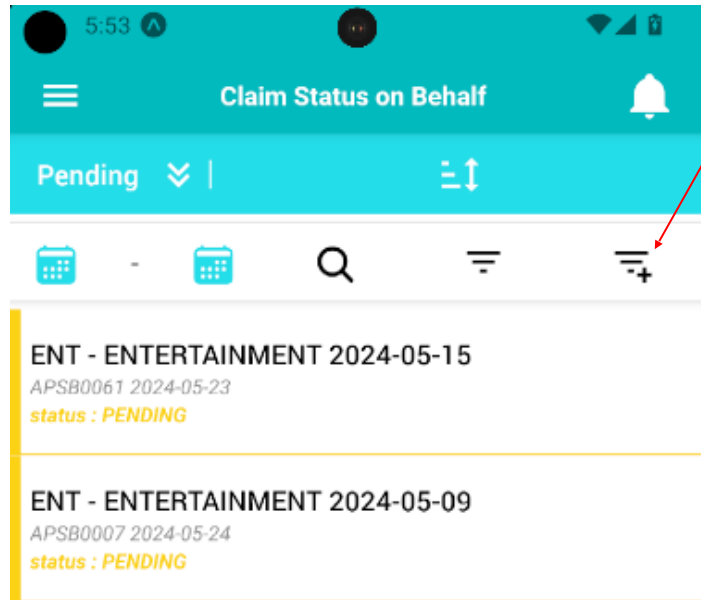 5:53
Claim Status on Behalf
Pending
-
ENT - ENTERTAINMENT 2024-05-15
APSB0061 2024-05-23
status : PENDING
ENT - ENTERTAINMENT 2024-05-09
APSB0007 2024-05-24
status : PENDING